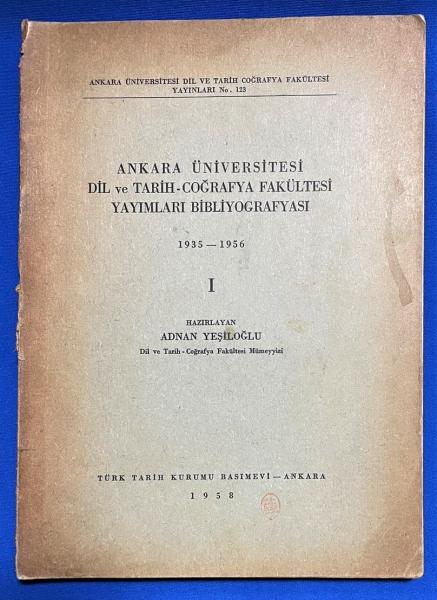 ANKARA ÜNİVERSİTESİ DİL VE TARİH COĞRAFYA FAKÜLTESİ
YAYINLARI No. 123
ANKARA ÜNİVERSİTESİ
DİL ve TARİH-COĞRAFYA FAKÜLTESİ
YAYIMLARI BİBLİYOGRAFYASI
1935 — 1956
I
HAZIRLAYAN
ADNAN YEŞİLOĞLU
Dil ve Tarih - Coğrafya Fakültesi Mümeyyizi
TÜRK TARİH KURUMU BASIMEVİ — ANKARA
1958